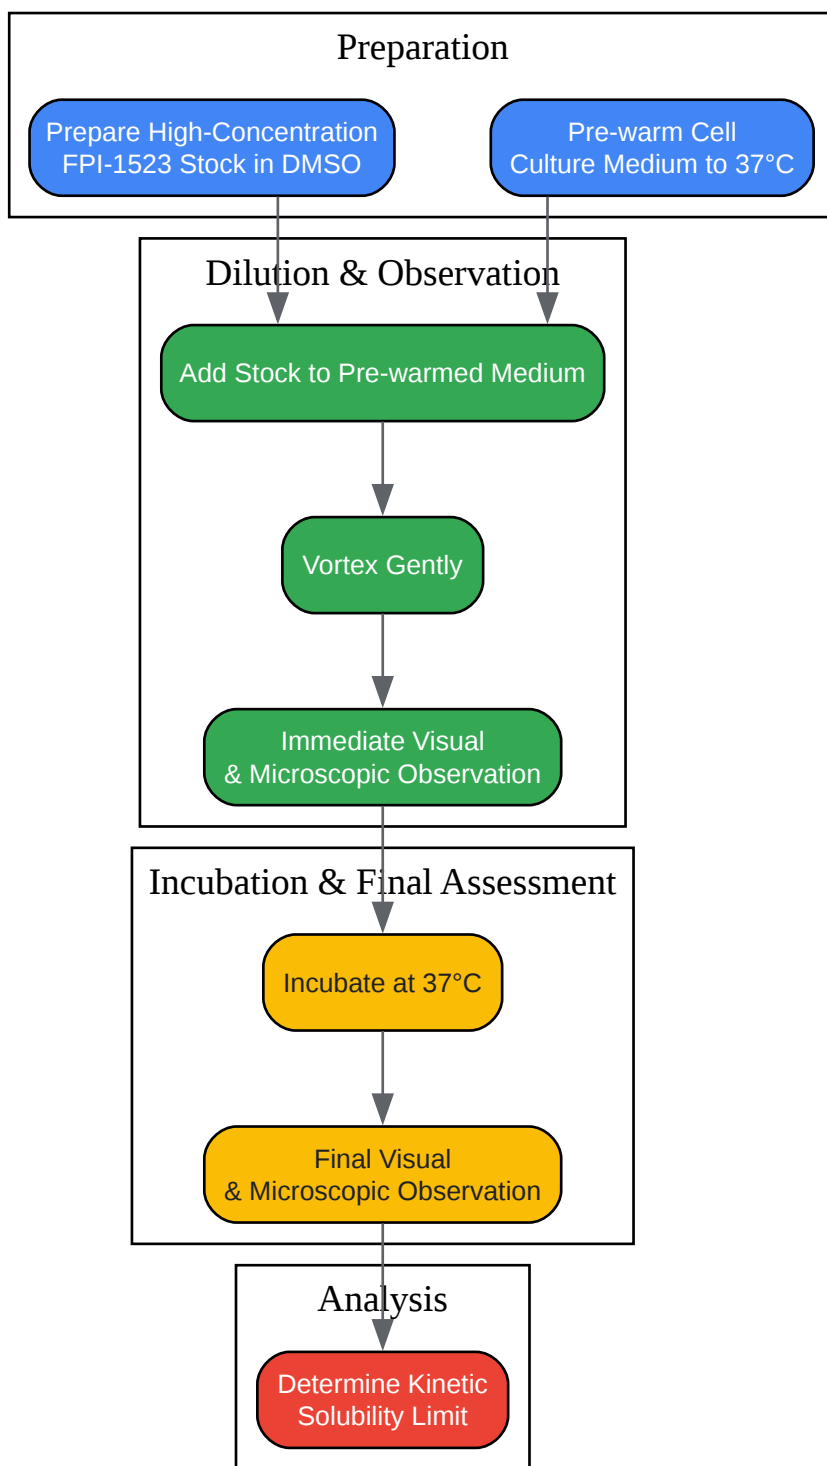 Preparation
Prepare High-Concentration
FPI-1523 Stock in DMSO
Pre-warm Cell
Culture Medium to 37°C
Dilution & Observation
Add Stock to Pre-warmed Medium
Vortex Gently
Immediate Visual
& Microscopic Observation
Incubation & Final Assessment
Incubate at 37°C
Final Visual
& Microscopic Observation
Analysis
Determine Kinetic
Solubility Limit